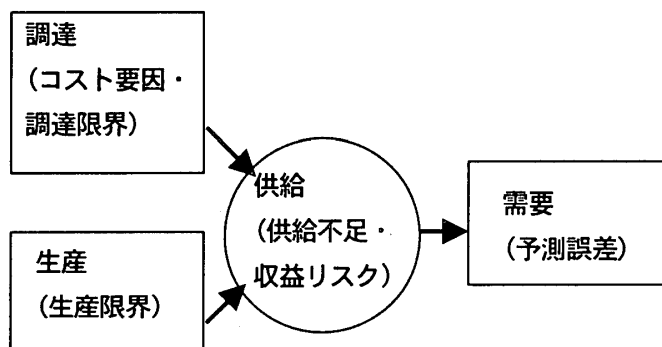 調達
(コスト要因・
調達限界)
生産
(生産限界)
供給
(供給不足・
収益リスク)
需要
(予測誤差)